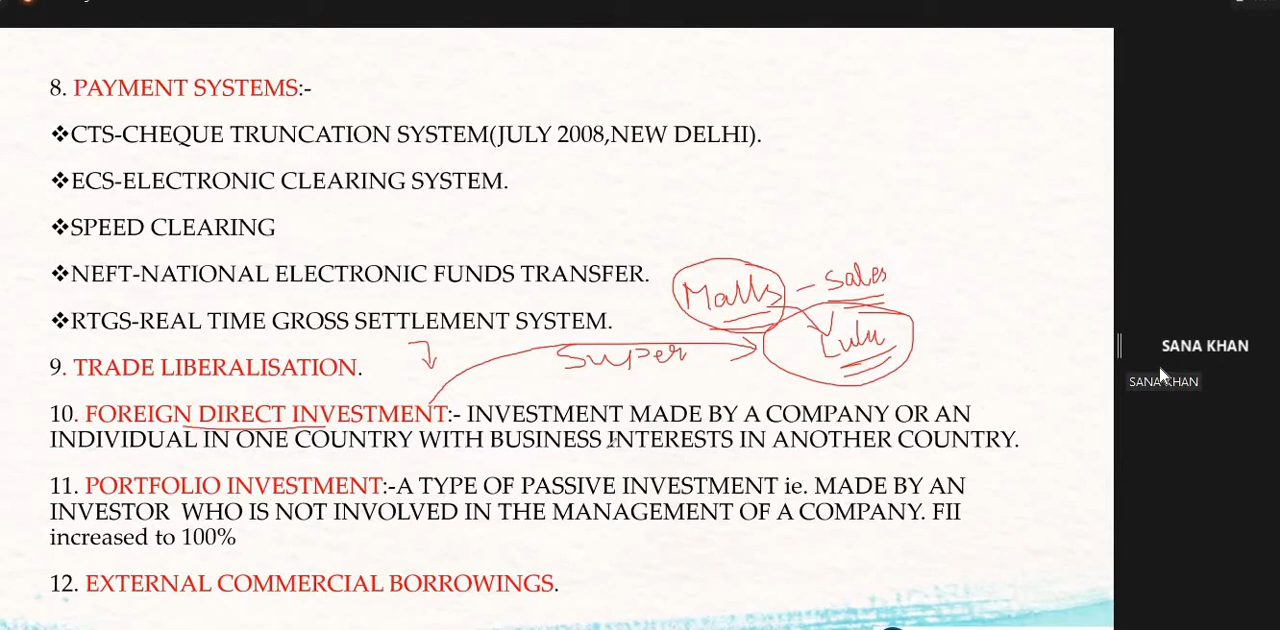 8. PAYMENT SYSTEMS:-
❖CTS-CHEQUE TRUNCATION SYSTEM(JULY 2008,NEW DELHI).
❖ECS-ELECTRONIC CLEARING SYSTEM.
❖SPEED CLEARING
❖NEFT-NATIONAL ELECTRONIC FUNDS TRANSFER.
Malls - Sales
❖RTGS-REAL TIME GROSS SETTLEMENT SYSTEM.
Lulu
Super
SANA KHAN
SANA KHAN
9. TRADE LIBERALISATION.
10. FOREIGN DIRECT INVESTMENT:- INVESTMENT MADE BY A COMPANY OR AN
INDIVIDUAL IN ONE COUNTRY WITH BUSINESS INTERESTS IN ANOTHER COUNTRY.
11. PORTFOLIO INVESTMENT:-A TYPE OF PASSIVE INVESTMENT ie. MADE BY AN
INVESTOR WHO IS NOT INVOLVED IN THE MANAGEMENT OF A COMPANY. FII
increased to 100%
12. EXTERNAL COMMERCIAL BORROWINGS.